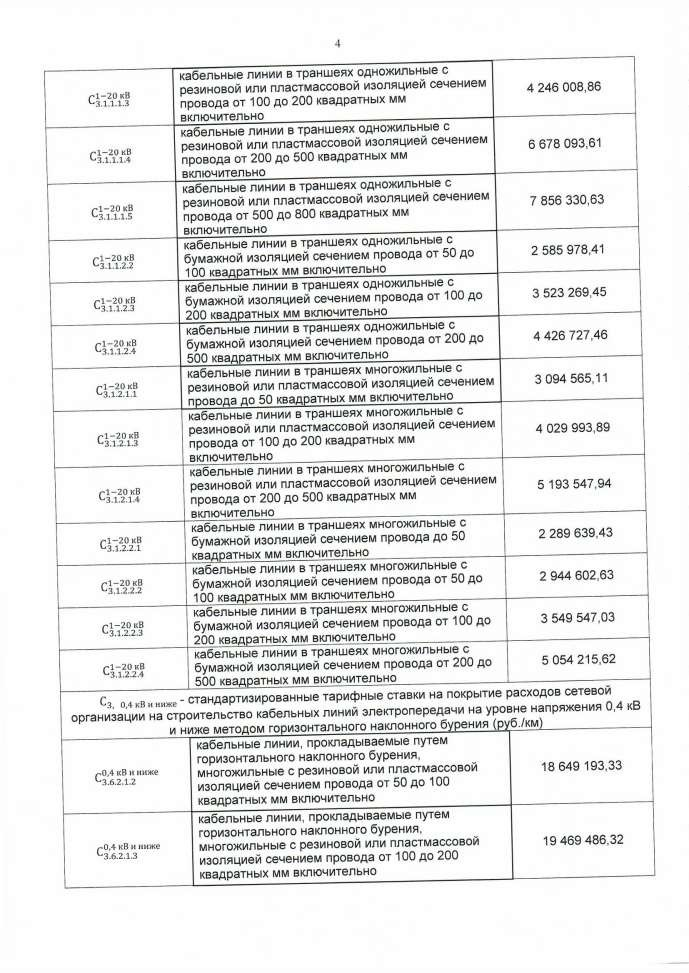 4
кабельные линии в траншеях одножильные с
резиновой или пластмассовой изоляцией сечением
провода от 100 до 200 квадратных мм
включительно
С 1−20 кВ 3.1.1.1.3
4 246 008,86
кабельные линии в траншеях одножильные с
резиновой или пластмассовой изоляцией сечением
провода от 200 до 500 квадратных мм
включительно
С 1−20 кВ 3.1.1.1.4
6 678 093,61
кабельные линии в траншеях одножильные с
резиновой или пластмассовой изоляцией сечением
провода от 500 до 800 квадратных мм
включительно
С 1−20 кВ 3.1.1.1.5
7 856 330,63
кабельные линии в траншеях одножильные с
бумажной изоляцией сечением провода от 50 до
100 квадратных мм включительно
С 1−20 кВ 3.1.1.2.2
2 585 978,41
кабельные линии в траншеях одножильные с
бумажной изоляцией сечением провода от 100 до
200 квадратных мм включительно
С 1−20 кВ 3.1.1.2.3
3 523 269,45
кабельные линии в траншеях одножильные с
бумажной изоляцией сечением провода от 200 до
500 квадратных мм включительно
С 1−20 кВ 3.1.1.2.4
4 426 727,46
кабельные линии в траншеях многожильные с
резиновой или пластмассовой изоляцией сечением
провода до 50 квадратных мм включительно
С 1−20 кВ 3.1.2.1.1
3 094 565,11
кабельные линии в траншеях многожильные с
резиновой или пластмассовой изоляцией сечением
провода от 100 до 200 квадратных мм
включительно
С 1−20 кВ 3.1.2.1.3
4 029 993,89
кабельные линии в траншеях многожильные с
резиновой или пластмассовой изоляцией сечением
провода от 200 до 500 квадратных мм
включительно
С 1−20 кВ 3.1.2.1.4
5 193 547,94
кабельные линии в траншеях многожильные с
бумажной изоляцией сечением провода до 50
квадратных мм включительно
С 1−20 кВ 3.1.2.2.1
2 289 639,43
кабельные линии в траншеях многожильные с
бумажной изоляцией сечением провода от 50 до
100 квадратных мм включительно
С 1−20 кВ 3.1.2.2.2
2 944 602,63
кабельные линии в траншеях многожильные с
бумажной изоляцией сечением провода от 100 до
200 квадратных мм включительно
С 1−20 кВ 3.1.2.2.3
3 549 547,03
кабельные линии в траншеях многожильные с
бумажной изоляцией сечением провода от 200 до
500 квадратных мм включительно
С 1−20 кВ 3.1.2.2.4
5 054 215,62
С3, 0,4 кВ и ниже - стандартизированные тарифные ставки на покрытие расходов сетевой
организации на строительство кабельных линий электропередачи на уровне напряжения 0,4 кВ
и ниже методом горизонтального наклонного бурения (руб./км)
кабельные линии, прокладываемые путем
горизонтального наклонного бурения,
многожильные с резиновой или пластмассовой
изоляцией сечением провода от 50 до 100
квадратных мм включительно
С 0,4 кВ и ниже 3.6.2.1.2
18 649 193,33
кабельные линии, прокладываемые путем
горизонтального наклонного бурения,
многожильные с резиновой или пластмассовой
изоляцией сечением провода от 100 до 200
квадратных мм включительно
С 0,4 кВ и ниже 3.6.2.1.3
19 469 486,32